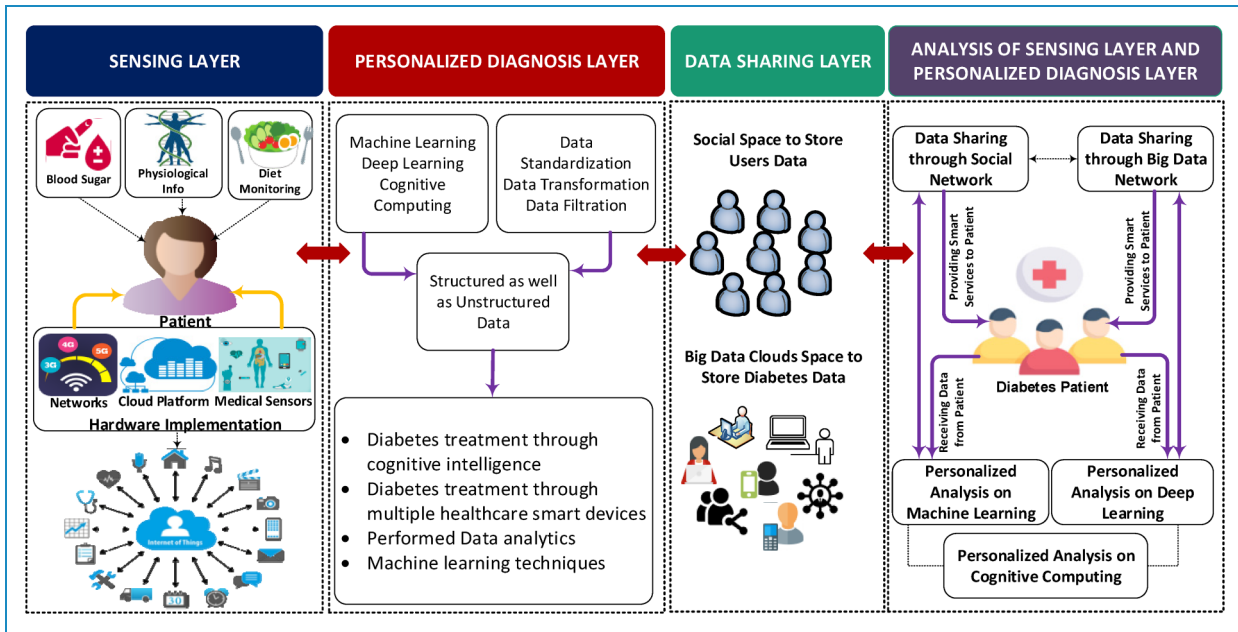 SENSING LAYER
Blood Sugar
Physiological
Info
Diet
Monitoring
Patient
3G
4G
5G
Networks
Cloud Platform
Medical Sensors
Hardware Implementation
Internet of Things
30
PERSONALIZED DIAGNOSIS LAYER
Machine Learning
Deep Learning
Cognitive
Computing
Data
Standardization
Data Transformation
Data Filtration
Structured as well
as Unstructured
Data
• Diabetes treatment through
cognitive intelligence
• Diabetes treatment through
multiple healthcare smart devices
• Performed Data analytics
• Machine learning techniques
DATA SHARING LAYER
Social Space to Store
Users Data
Big Data Clouds Space to
Store Diabetes Data
ANALYSIS OF SENSING LAYER AND
PERSONALIZED DIAGNOSIS LAYER
Data Sharing
through Social
Network
Data Sharing
through Big Data
Network
Providing Smart
Services to Patient
Providing Smart
Services to Patient
Diabetes Patient
Receiving Data
from Patient
Receiving Data
from Patient
Personalized
Analysis on
Machine Learning
Personalized
Analysis on Deep
Learning
Personalized Analysis on
Cognitive Computing